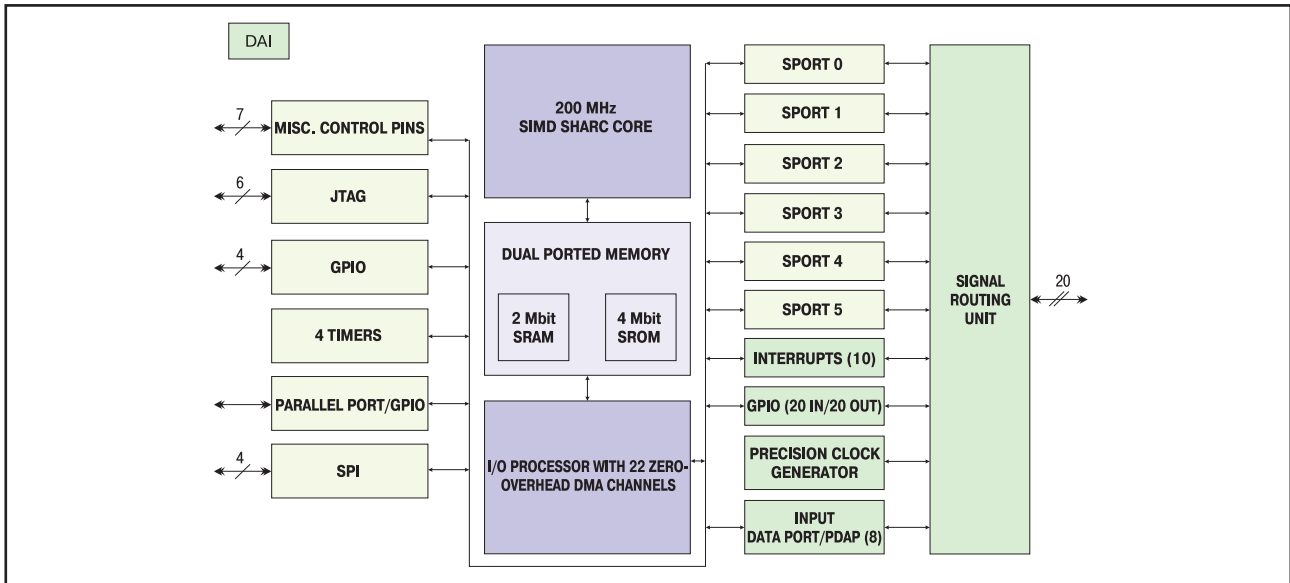 DAI
7
MISC. CONTROL PINS
6
JTAG
4
GPIO
4 TIMERS
PARALLEL PORT/GPIO
4
SPI
200 MHz
SIMD SHARC CORE
DUAL PORTED MEMORY
2 Mbit
SRAM
4 Mbit
SROM
I/O PROCESSOR WITH 22 ZERO-
OVERHEAD DMA CHANNELS
SPORT 0
SPORT 1
SPORT 2
SPORT 3
SPORT 4
SPORT 5
INTERRUPTS (10)
GPIO (20 IN/20 OUT)
PRECISION CLOCK
GENERATOR
INPUT
DATA PORT/PDAP (8)
SIGNAL
ROUTING
UNIT
20